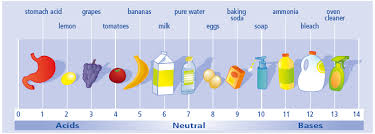 stomach acid grapes bananas pure water baking soda ammonia oven cleaner
lemon tomatoes milk eggs soap bleach
0 1 2 3 4 5 6 7 8 9 10 11 12 13 14
Acids Neutral Bases